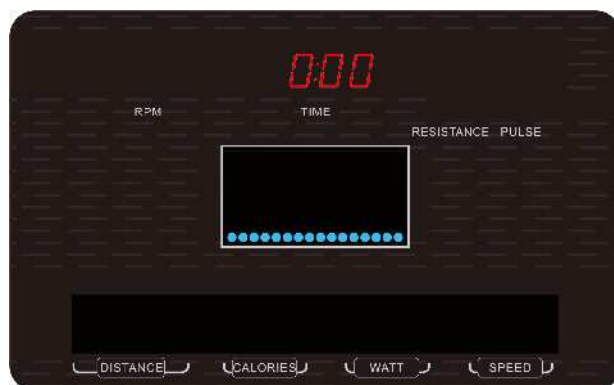 0:00
RPM TIME
RESISTANCE PULSE
DISTANCE CALORIES WATT SPEED